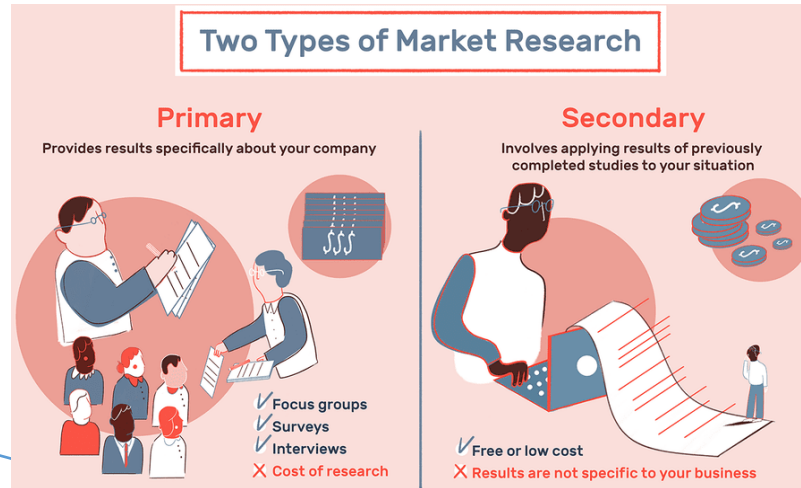 Two Types of Market Research
Primary
Provides results specifically about your company
$$$
Focus groups
Surveys
Interviews
Cost of research
Secondary
Involves applying results of previously
completed studies to your situation
$
$
$
$
Free or low cost
Results are not specific to your business